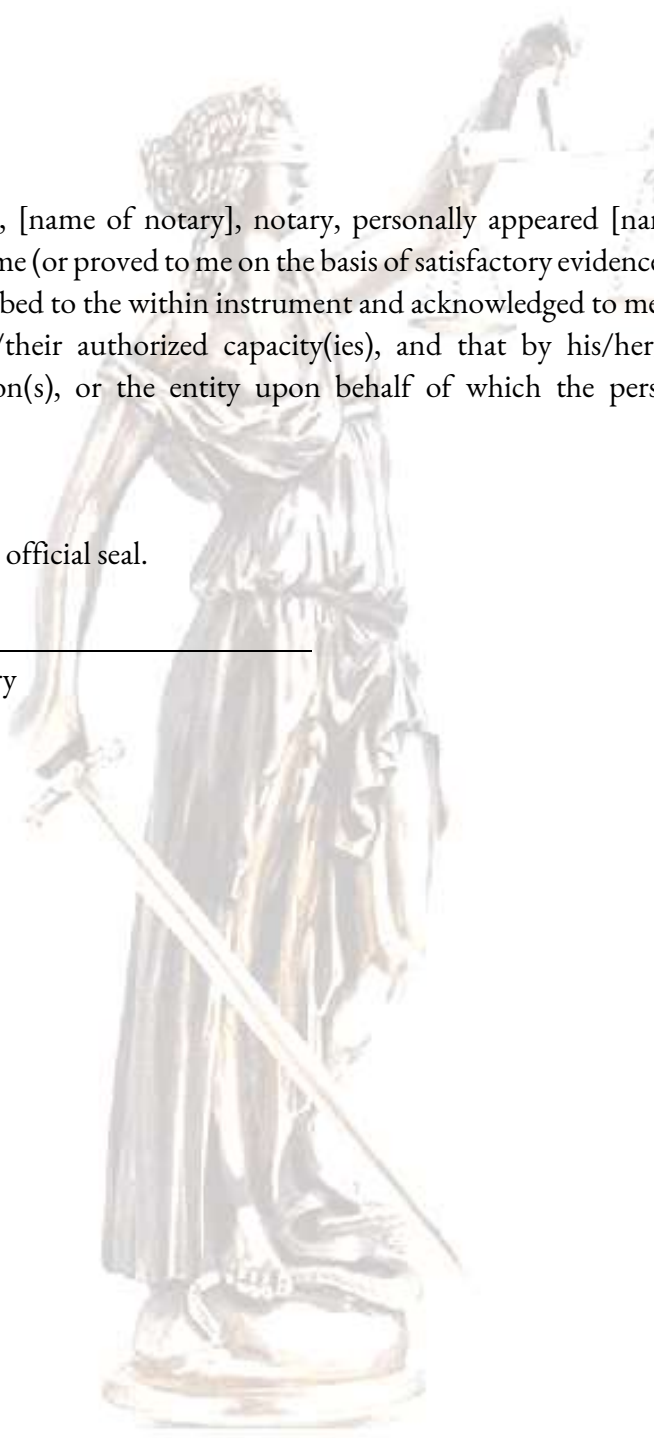 , [name of notary], notary, personally appeared [nar
me (or proved to me on the basis of satisfactory evidence
bed to the within instrument and acknowledged to me
/their authorized capacity(ies), and that by his/her
on(s), or the entity upon behalf of which the pers
official seal.
ry